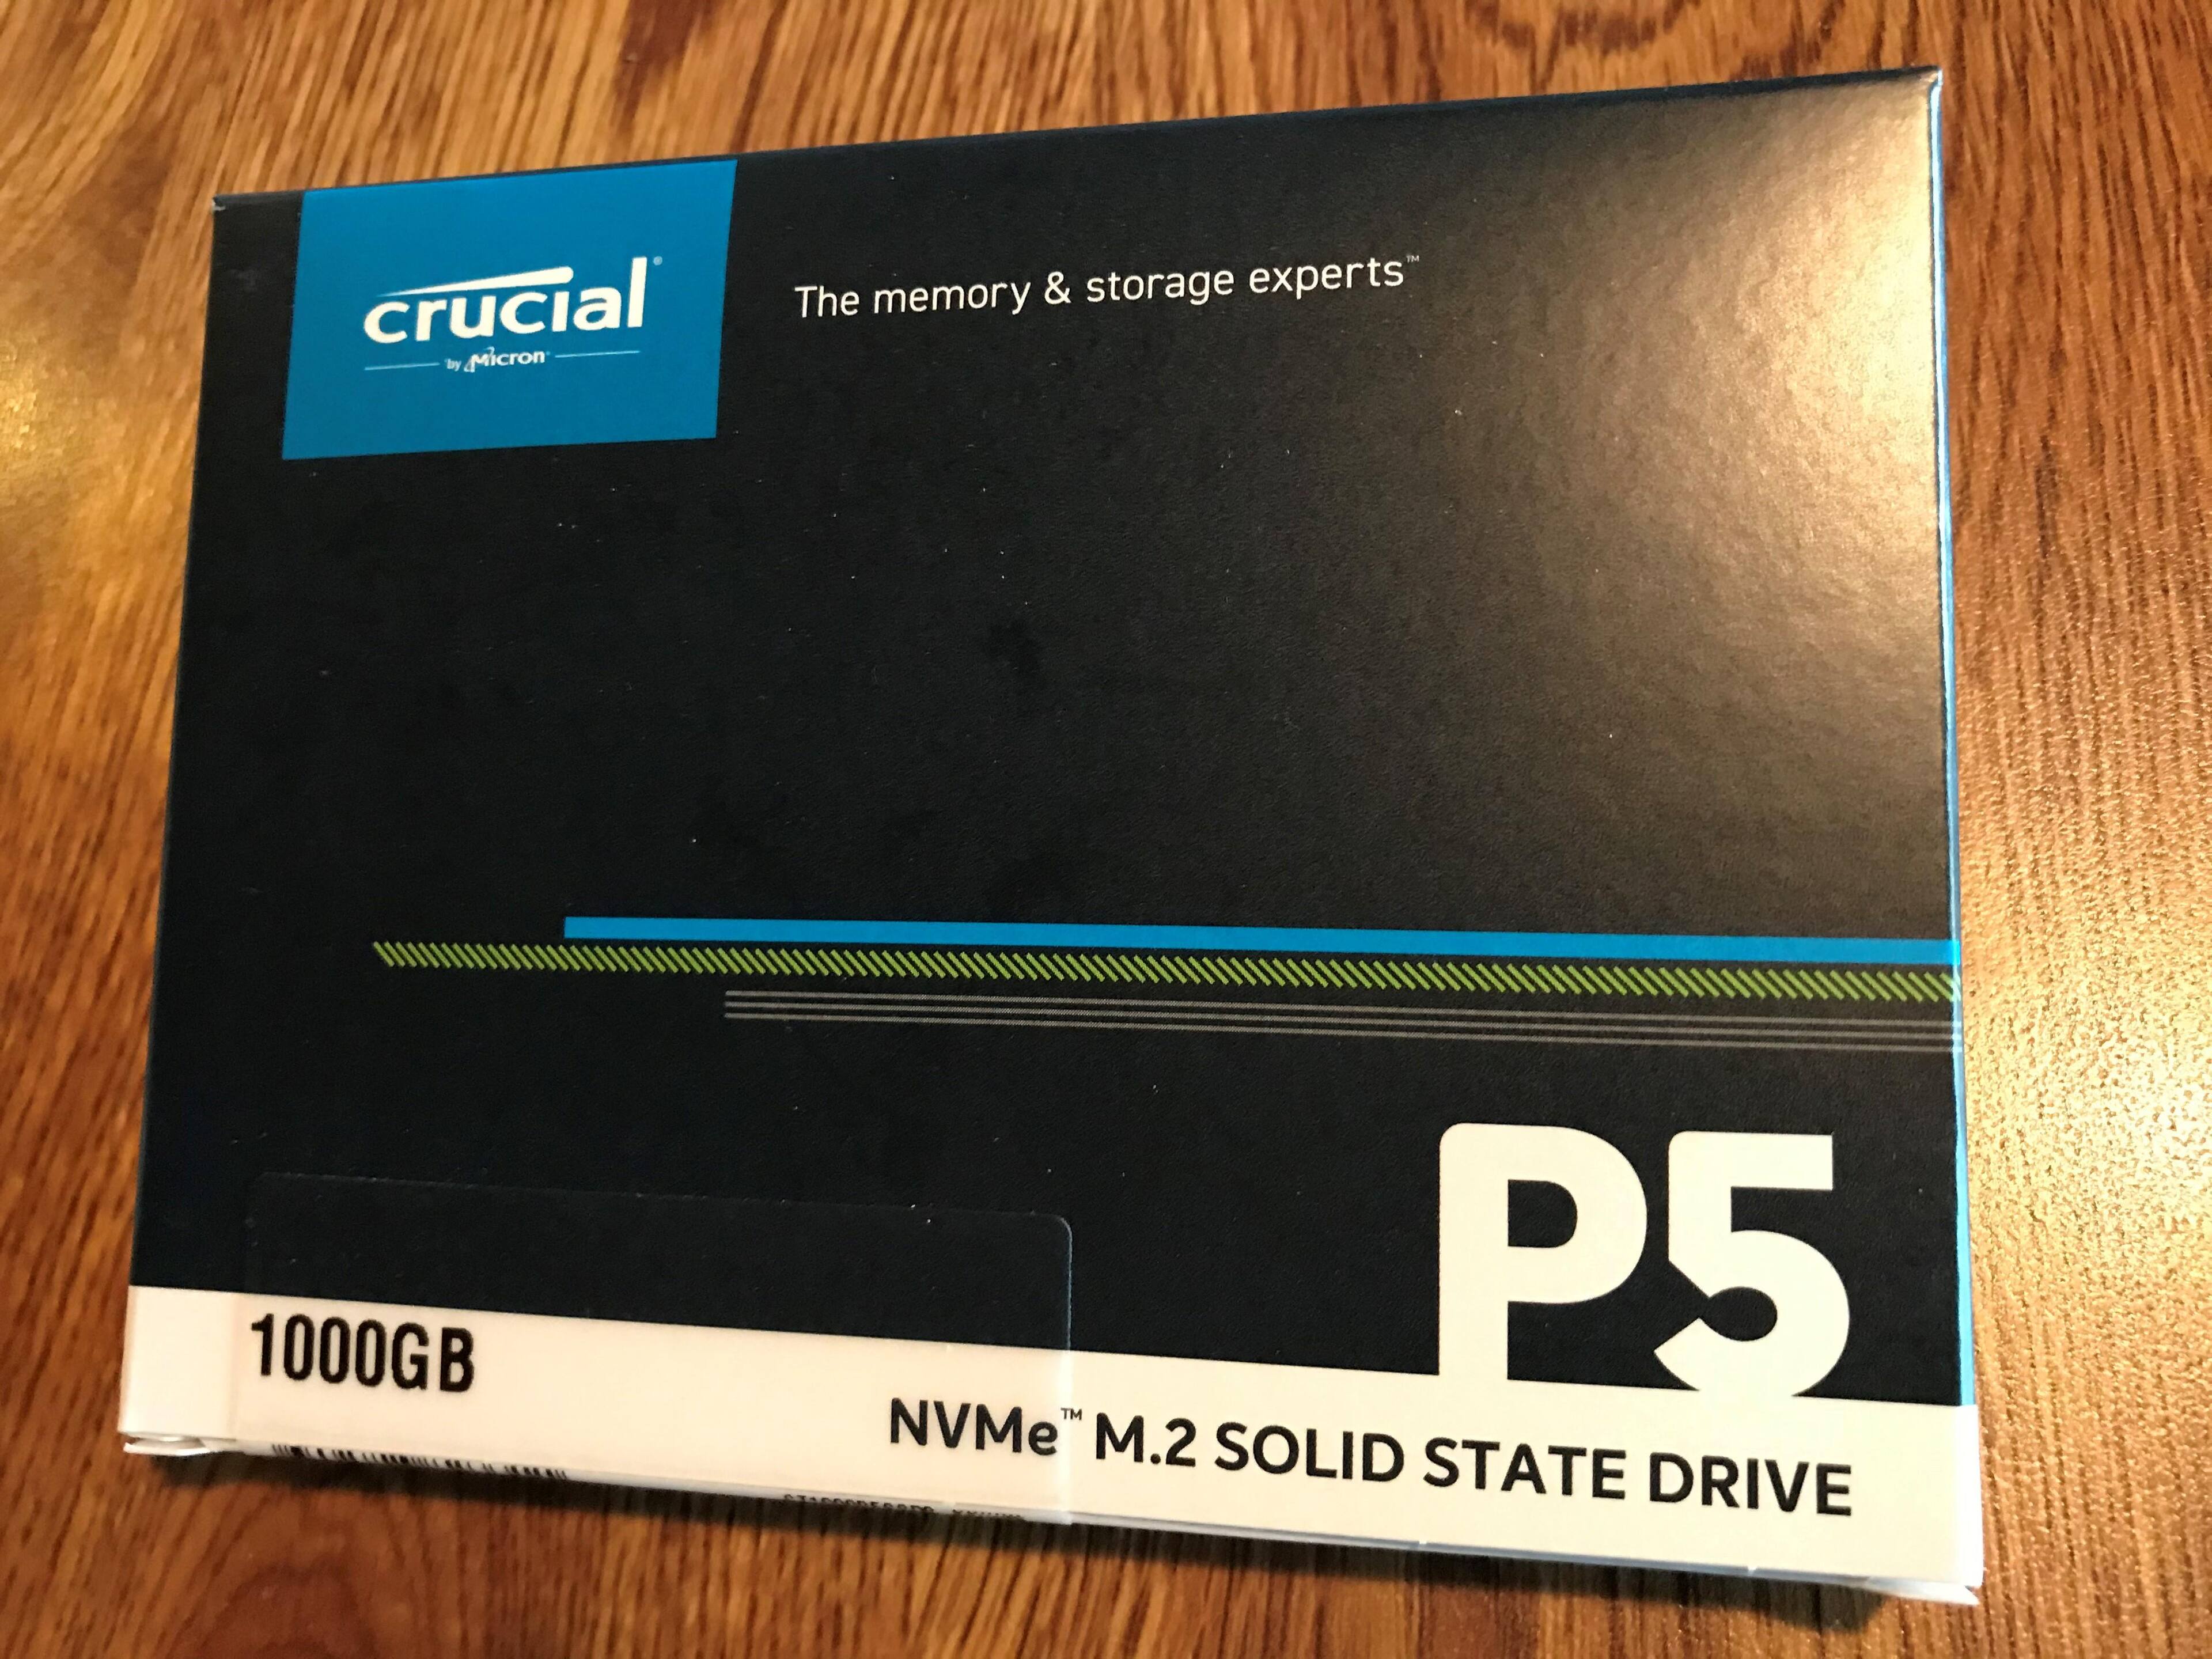 crucial®
by Micron®
The memory & storage experts™
P5
1000GB
NVMe™ M.2 SOLID STATE DRIVE